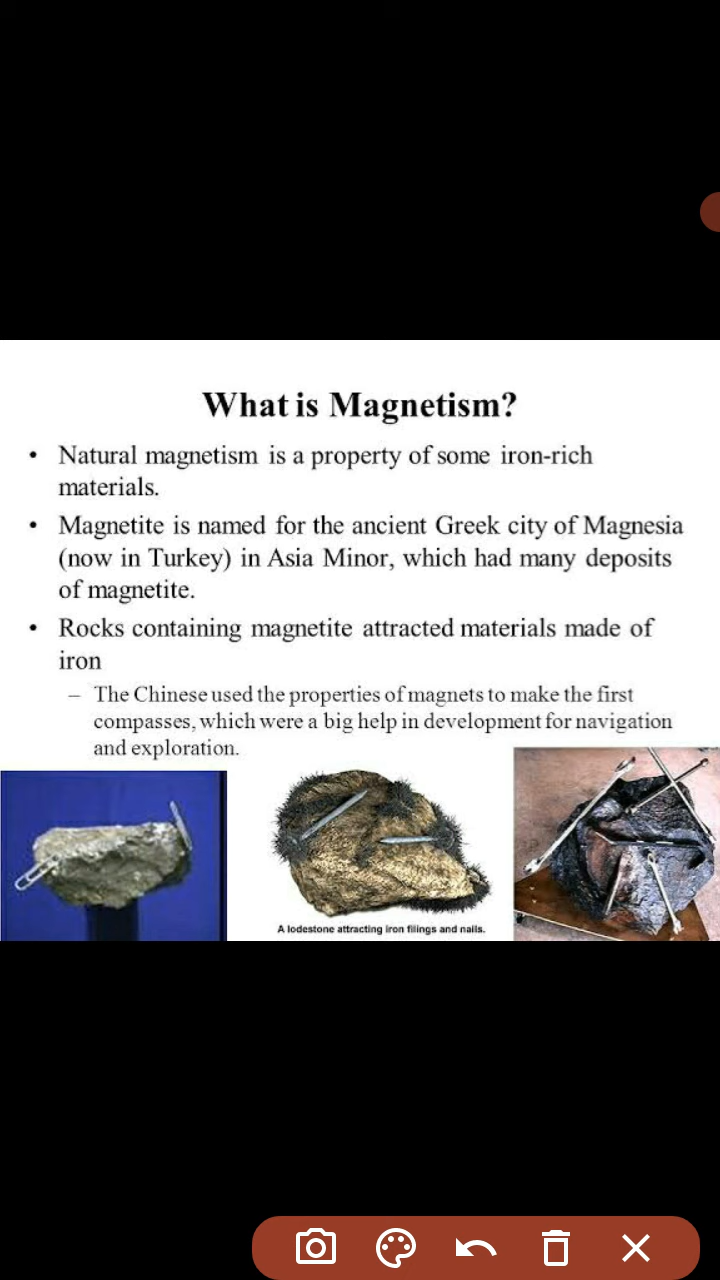 What is Magnetism?
• Natural magnetism is a property of some iron-rich
materials.
• Magnetite is named for the ancient Greek city of Magnesia
(now in Turkey) in Asia Minor, which had many deposits
of magnetite.
• Rocks containing magnetite attracted materials made of
iron
– The Chinese used the properties of magnets to make the first
compasses, which were a big help in development for navigation
and exploration.
A lodestone attracting iron filings and nails.